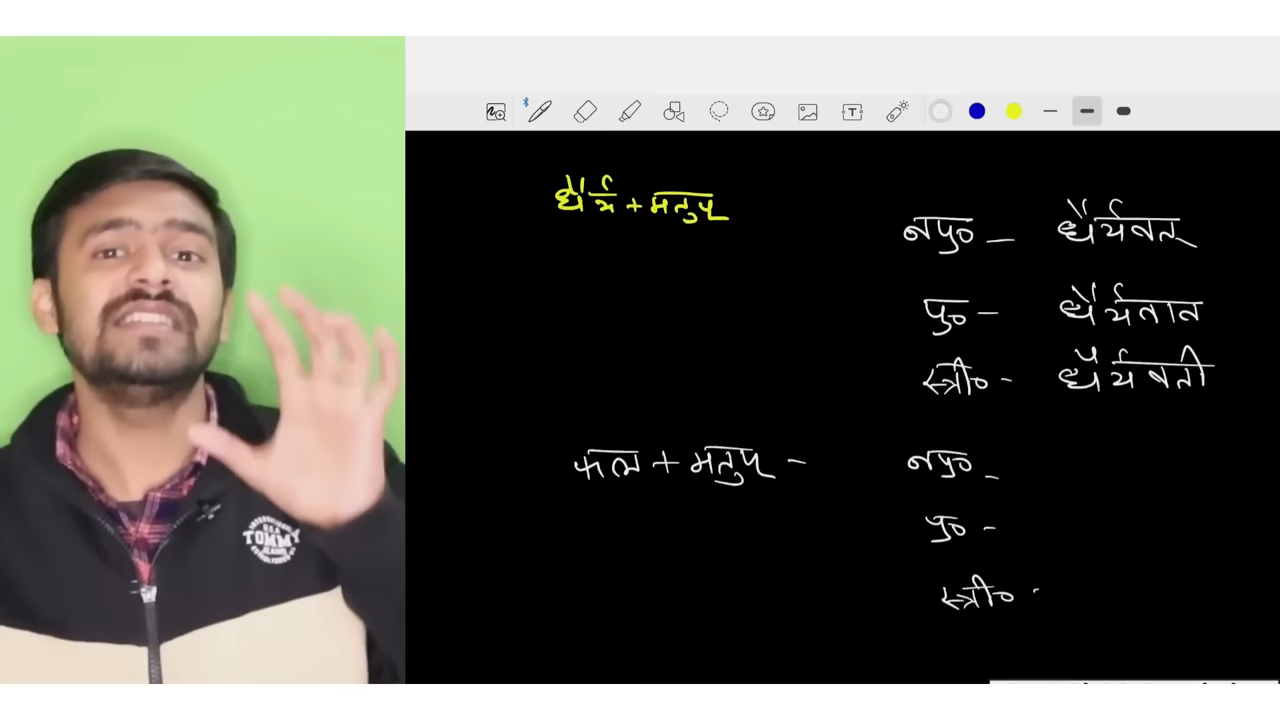 धैर्य + मतुप्
नपुं० - धैर्यवत्
पुं० - धैर्यवान
स्त्री० - धैर्यवती
फल + मतुप् - नपुं० -
पुं० -
स्त्री० -
TOMMY
T